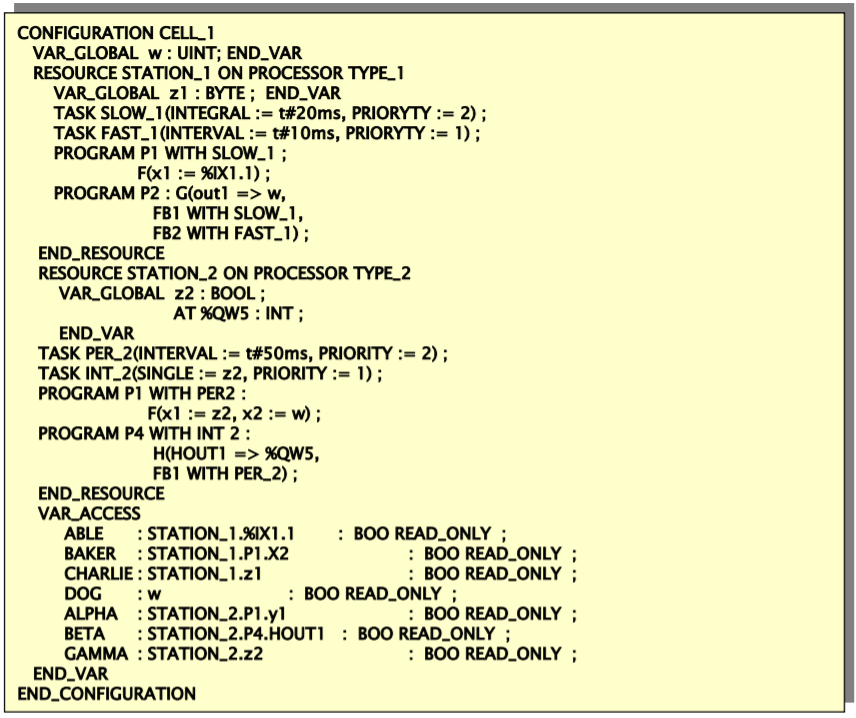 CONFIGURATION CELL_1
VAR_GLOBAL w : UINT; END_VAR
RESOURCE STATION_1 ON PROCESSOR TYPE_1
VAR_GLOBAL z1 : BYTE ; END_VAR
TASK SLOW_1(INTEGRAL := t#20ms, PRIORYTY := 2) ;
TASK FAST_1(INTERVAL := t#10ms, PRIORYTY := 1) ;
PROGRAM P1 WITH SLOW_1 ;
F(x1 := %IX1.1) ;
PROGRAM P2 : G(out1 => w,
FB1 WITH SLOW_1,
FB2 WITH FAST_1) ;
END_RESOURCE
RESOURCE STATION_2 ON PROCESSOR TYPE_2
VAR_GLOBAL z2 : BOOL ;
AT %QW5 : INT ;
END_VAR
TASK PER_2(INTERVAL := t#50ms, PRIORITY := 2) ;
TASK INT_2(SINGLE := z2, PRIORITY := 1) ;
PROGRAM P1 WITH PER2 :
F(x1 := z2, x2 := w) ;
PROGRAM P4 WITH INT 2 :
H(HOUT1 => %QW5,
FB1 WITH PER_2) ;
END_RESOURCE
VAR_ACCESS
ABLE : STATION_1.%IX1.1 : BOO READ_ONLY ;
BAKER : STATION_1.P1.X2 : BOO READ_ONLY ;
CHARLIE : STATION_1.z1 : BOO READ_ONLY ;
DOG : w : BOO READ_ONLY ;
ALPHA : STATION_2.P1.y1 : BOO READ_ONLY ;
BETA : STATION_2.P4.HOUT1 : BOO READ_ONLY ;
GAMMA : STATION_2.z2 : BOO READ_ONLY ;
END_VAR
END_CONFIGURATION